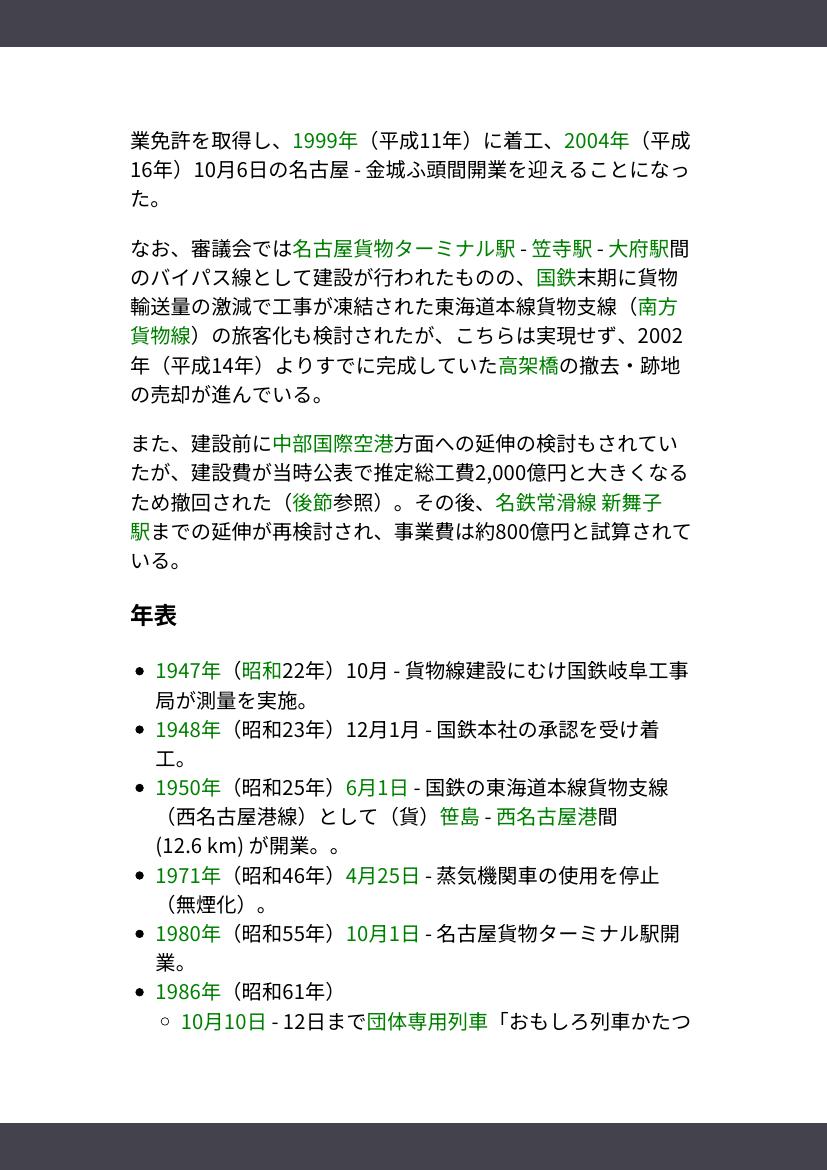 業免許を取得し、1999年（平成11年）に着工、2004年（平成
16年）10月6日の名古屋 - 金城ふ頭間開業を迎えることになっ
た。
なお、審議会では名古屋貨物ターミナル駅 - 笠寺駅 - 大府駅間
のバイパス線として建設が行われたものの、国鉄末期に貨物
輸送量の激減で工事が凍結された東海道本線貨物支線（南方
貨物線）の旅客化も検討されたが、こちらは実現せず、2002
年（平成14年）よりすでに完成していた高架橋の撤去・跡地
の売却が進んでいる。
また、建設前に中部国際空港方面への延伸の検討もされてい
たが、建設費が当時公表で推定総工費2,000億円と大きくなる
ため撤回された（後節参照）。その後、名鉄常滑線 新舞子
駅までの延伸が再検討され、事業費は約800億円と試算されて
いる。
年表
• 1947年（昭和22年）10月 - 貨物線建設にむけ国鉄岐阜工事
局が測量を実施。
• 1948年（昭和23年）12月1月 - 国鉄本社の承認を受け着
工。
• 1950年（昭和25年）6月1日 - 国鉄の東海道本線貨物支線
（西名古屋港線）として（貨）笹島 - 西名古屋港間
(12.6 km) が開業。。
• 1971年（昭和46年）4月25日 - 蒸気機関車の使用を停止
（無煙化）。
• 1980年（昭和55年）10月1日 - 名古屋貨物ターミナル駅開
業。
• 1986年（昭和61年）
◦ 10月10日 - 12日まで団体専用列車「おもしろ列車かたつ